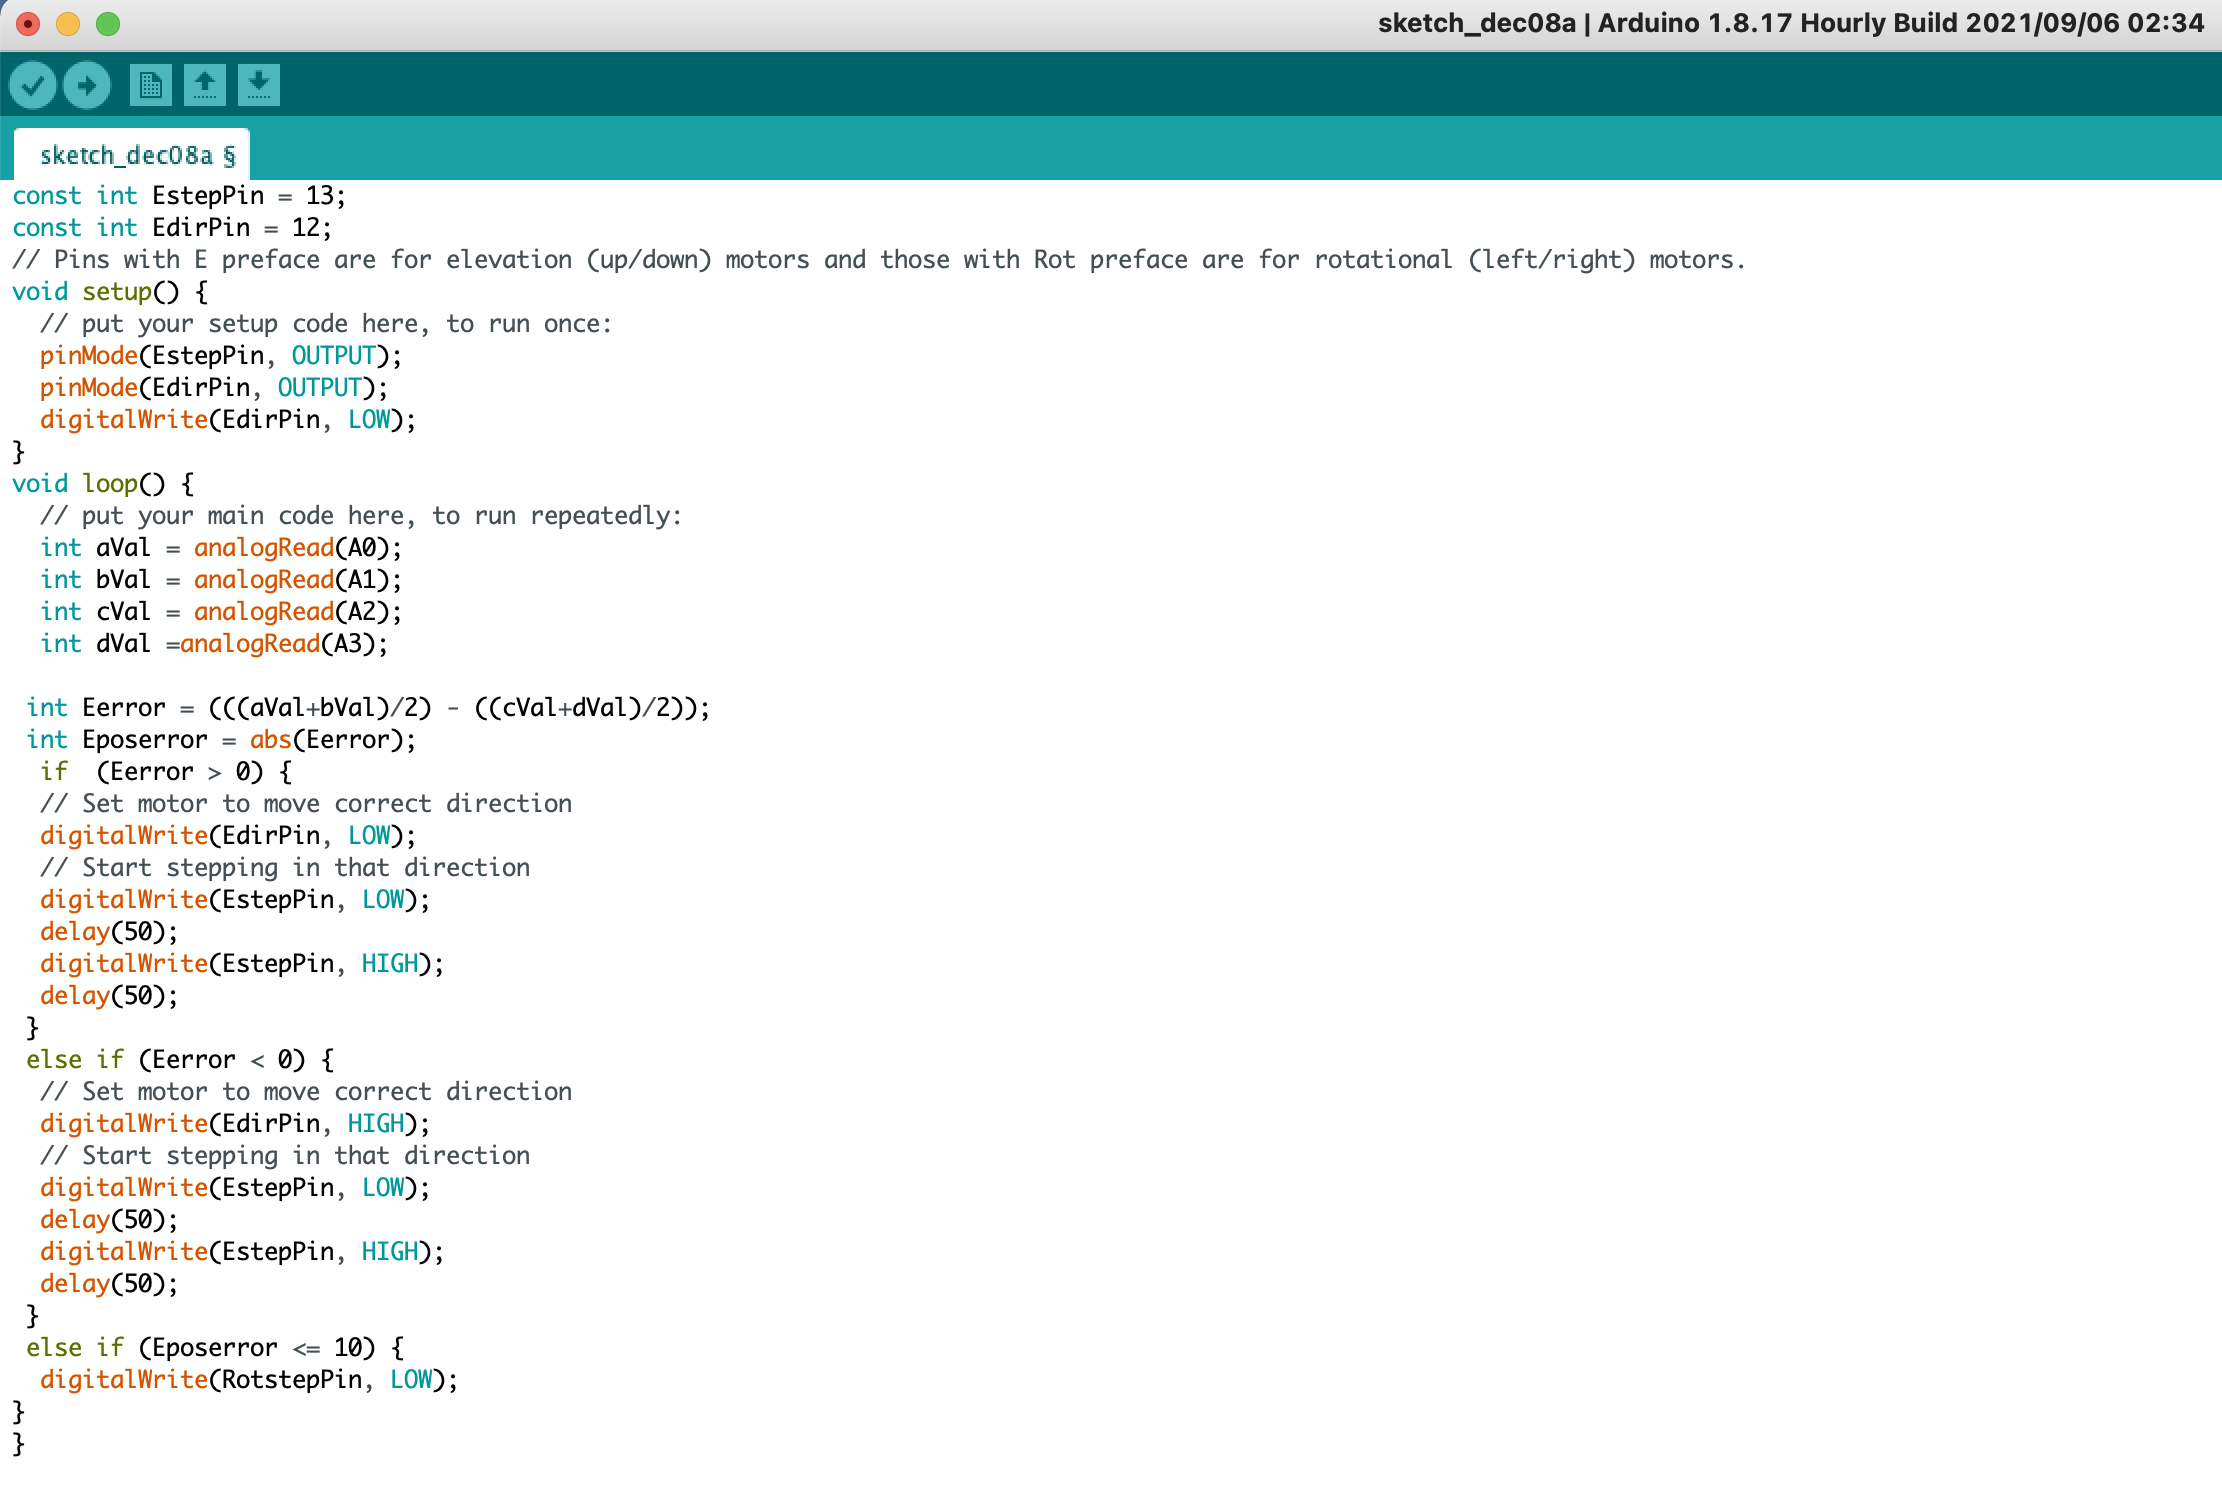 sketch_dec08a | Arduino 1.8.17 Hourly Build 2021/09/06 02:34
sketch_dec08a §
const int EstepPin = 13;
const int EdirPin = 12;
// Pins with E preface are for elevation (up/down) motors and those with Rot preface are for rotational (left/right) motors.
void setup() {
  // put your setup code here, to run once:
  pinMode(EstepPin, OUTPUT);
  pinMode(EdirPin, OUTPUT);
  digitalWrite(EdirPin, LOW);
}
void loop() {
  // put your main code here, to run repeatedly:
  int aVal = analogRead(A0);
  int bVal = analogRead(A1);
  int cVal = analogRead(A2);
  int dVal =analogRead(A3);

 int Eerror = (((aVal+bVal)/2) - ((cVal+dVal)/2));
 int Eposerror = abs(Eerror);
  if  (Eerror > 0) {
  // Set motor to move correct direction
  digitalWrite(EdirPin, LOW);
  // Start stepping in that direction
  digitalWrite(EstepPin, LOW);
  delay(50);
  digitalWrite(EstepPin, HIGH);
  delay(50);
 }
 else if (Eerror < 0) {
  // Set motor to move correct direction
  digitalWrite(EdirPin, HIGH);
  // Start stepping in that direction
  digitalWrite(EstepPin, LOW);
  delay(50);
  digitalWrite(EstepPin, HIGH);
  delay(50);
 }
 else if (Eposerror <= 10) {
  digitalWrite(RotstepPin, LOW);
}
}